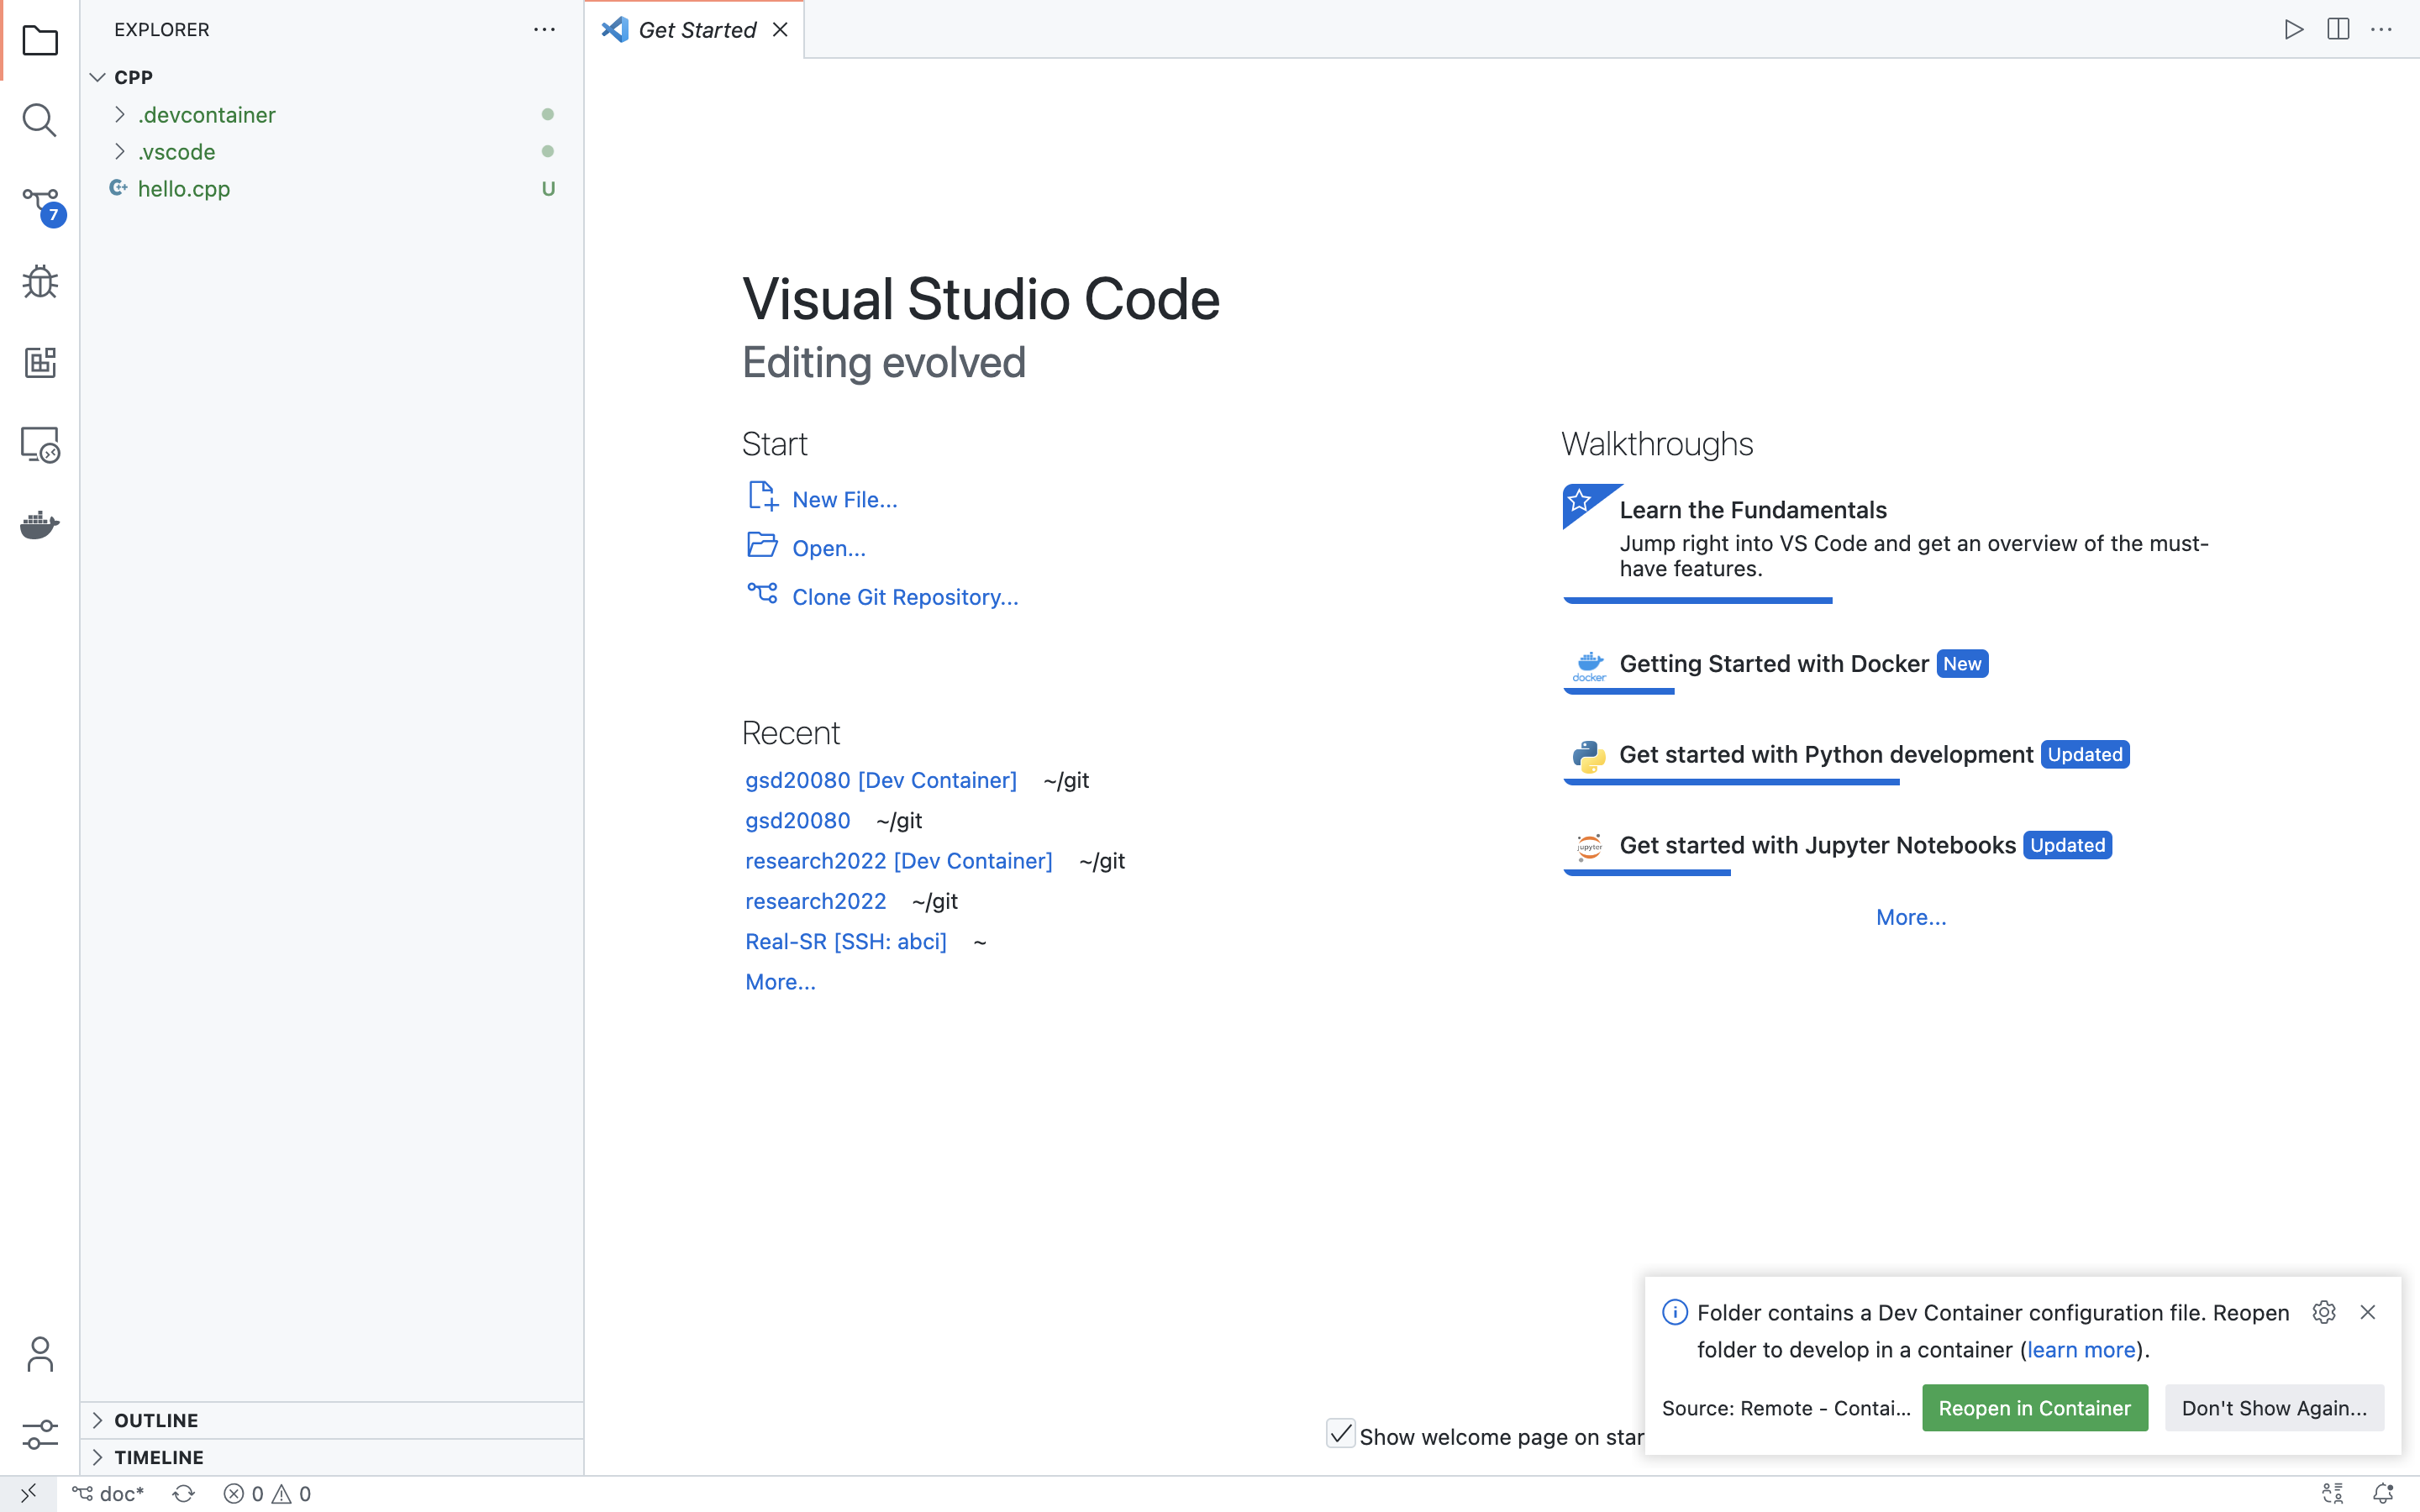 EXPLORER
CPP
.devcontainer
.vscode
hello.cpp U
7
OUTLINE
TIMELINE
Get Started
Visual Studio Code
Editing evolved
Start
New File...
Open...
Clone Git Repository...
Recent
gsd20080 [Dev Container] ~/git
gsd20080 ~/git
research2022 [Dev Container] ~/git
research2022 ~/git
Real-SR [SSH: abci] ~
More...
Walkthroughs
Learn the Fundamentals
Jump right into VS Code and get an overview of the must-
have features.
docker
Getting Started with Docker New
Get started with Python development Updated
jupyter
Get started with Jupyter Notebooks Updated
More...
Show welcome page on star
Folder contains a Dev Container configuration file. Reopen
folder to develop in a container (learn more).
Source: Remote - Contai... Reopen in Container Don't Show Again...
doc* 0 0